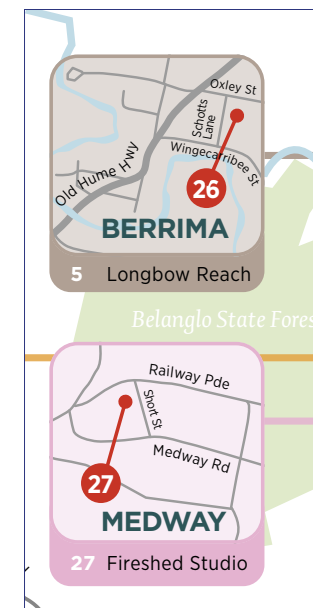 Oxley St
Schotts
Lane
Wingecarribee St
Old Hume Hwy
26
BERRIMA
5 Longbow Reach
Belanglo State Fores
Railway Pde
Short St
Medway Rd
27
MEDWAY
27 Fireshed Studio